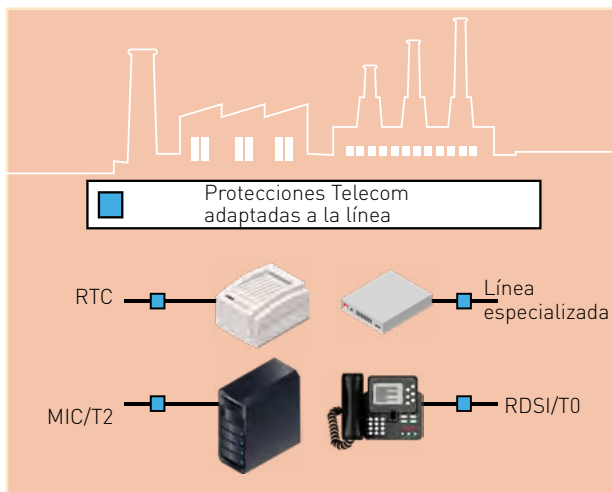 Protecciones Telecom
adaptadas a la línea
RTC
Línea
especializada
MIC/T2
RDSI/T0